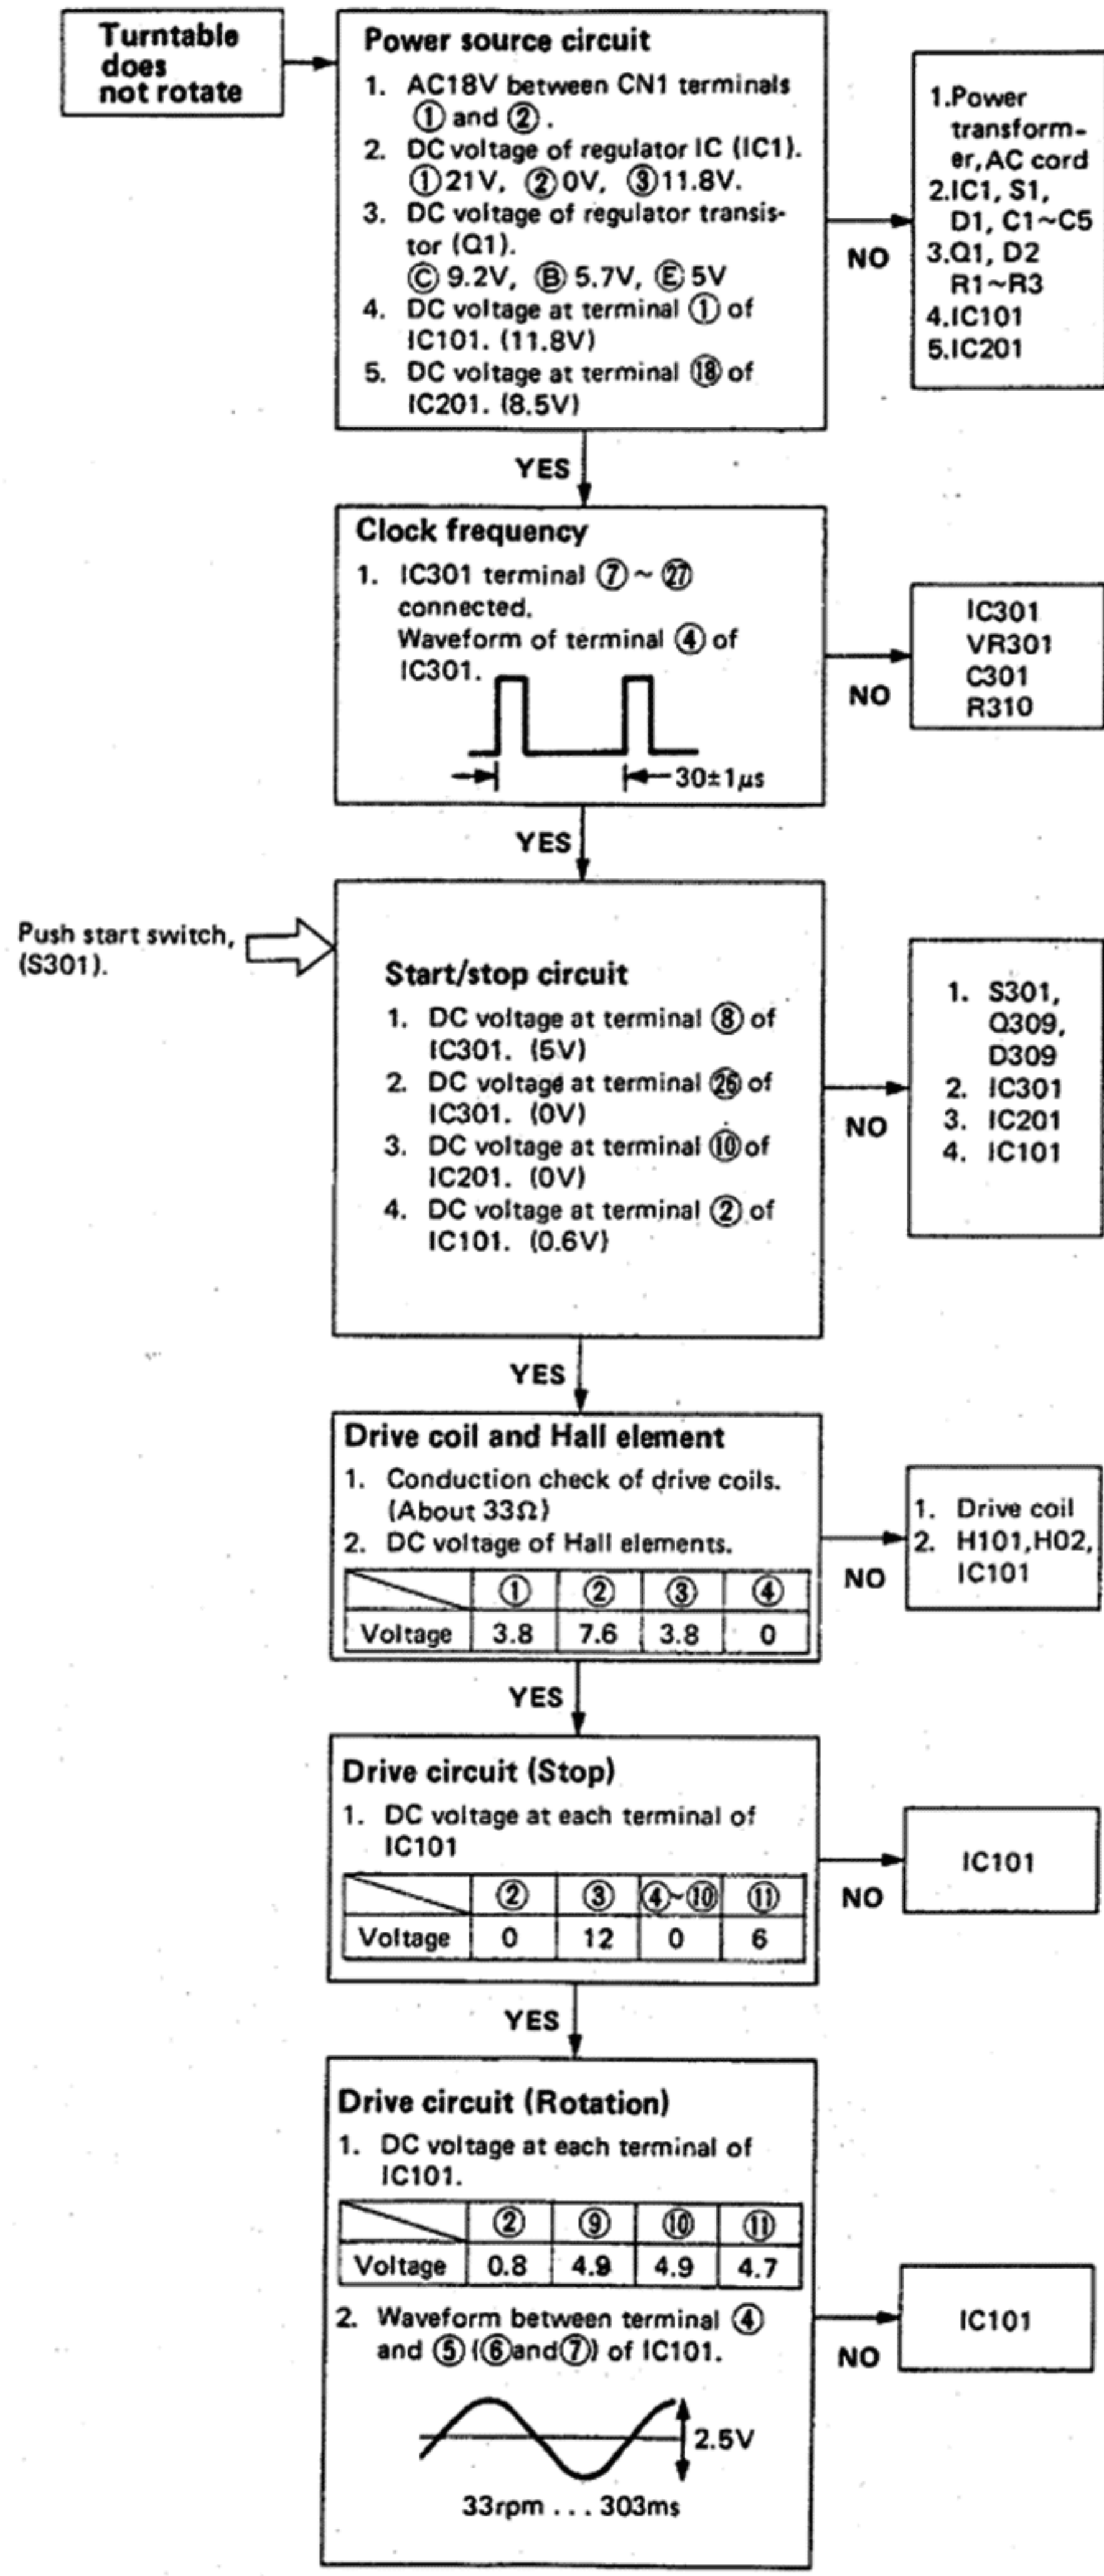 Turntable
does
not rotate
Power source circuit
1. AC18V between CN1 terminals
① and ②.
2. DC voltage of regulator IC (IC1).
①21V, ②0V, ③11.8V.
3. DC voltage of regulator transis-
tor (Q1).
Ⓒ 9.2V, Ⓑ 5.7V, Ⓔ 5V
4. DC voltage at terminal ① of
IC101. (11.8V)
5. DC voltage at terminal ⑱ of
IC201. (8.5V)
NO
1.Power
transform-
er, AC cord
2.IC1, S1,
D1, C1~C5
3.Q1, D2
R1~R3
4.IC101
5.IC201
YES
Clock frequency
1. IC301 terminal ⑦ ~ ㉗
connected.
Waveform of terminal ④ of
IC301.
30±1μs
NO
IC301
VR301
C301
R310
YES
Push start switch,
(S301).
Start/stop circuit
1. DC voltage at terminal ⑧ of
IC301. (5V)
2. DC voltage at terminal ㉖ of
IC301. (0V)
3. DC voltage at terminal ⑩ of
IC201. (0V)
4. DC voltage at terminal ② of
IC101. (0.6V)
NO
1. S301,
Q309,
D309
2. IC301
3. IC201
4. IC101
YES
Drive coil and Hall element
1. Conduction check of drive coils.
(About 33Ω)
2. DC voltage of Hall elements.
① ② ③ ④
Voltage 3.8 7.6 3.8 0
NO
1. Drive coil
2. H101,H02,
IC101
YES
Drive circuit (Stop)
1. DC voltage at each terminal of
IC101
② ③ ④~⑩ ⑪
Voltage 0 12 0 6
NO
IC101
YES
Drive circuit (Rotation)
1. DC voltage at each terminal of
IC101.
② ⑨ ⑩ ⑪
Voltage 0.8 4.9 4.9 4.7
2. Waveform between terminal ④
and ⑤ (⑥and⑦) of IC101.
2.5V
33rpm ... 303ms
NO
IC101